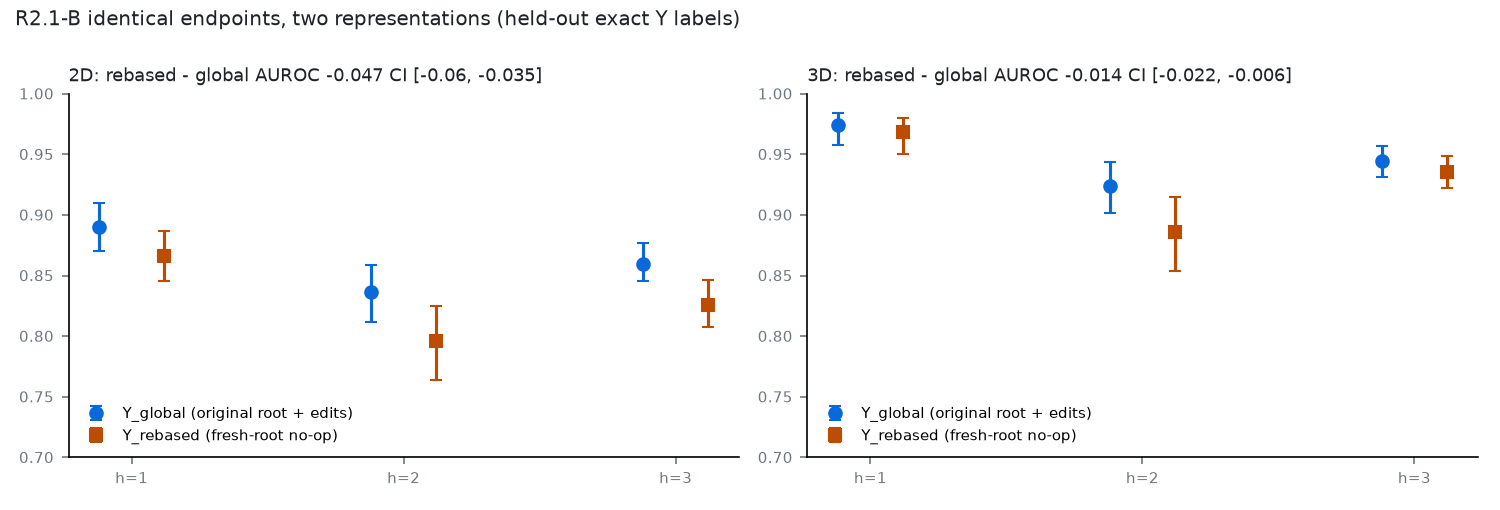 R2.1-B identical endpoints, two representations (held-out exact Y labels)
2D: rebased - global AUROC -0.047 CI [-0.06, -0.035]
1.00
0.95
0.90
0.85
0.80
0.75
0.70
Y_global (original root + edits)
Y_rebased (fresh-root no-op)
h=1
h=2
h=3
3D: rebased - global AUROC -0.014 CI [-0.022, -0.006]
1.00
0.95
0.90
0.85
0.80
0.75
0.70
Y_global (original root + edits)
Y_rebased (fresh-root no-op)
h=1
h=2
h=3